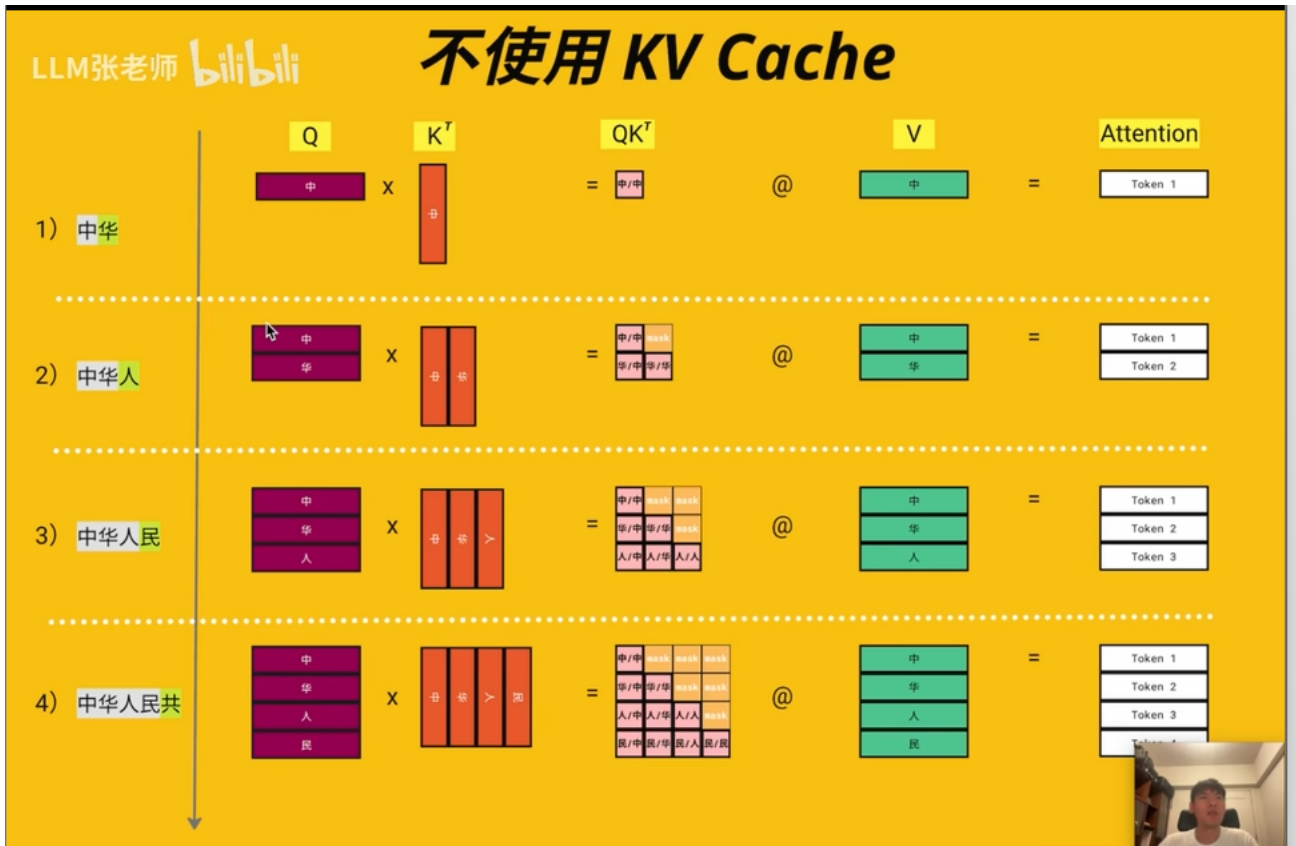 LLM张老师 bilibili
不使用 KV Cache
Q K^T QK^T V Attention
1) 中华
中 x 中 = 中/中 @ 中 = Token 1
2) 中华人
中 中/中 mask 中 = Token 1
华 x 中 华 = 华/中 华/华 @ 华 Token 2
3) 中华人民
中 中/中 mask mask 中 = Token 1
华 x 中 华 人 = 华/中 华/华 mask @ 华 Token 2
人 人/中 人/华 人/人 人 Token 3
4) 中华人民共
中 中/中 mask mask mask 中 = Token 1
华 x 中 华 人 民 = 华/中 华/华 mask mask @ 华 Token 2
人 人/中 人/华 人/人 mask 人 Token 3
民 民/中 民/华 民/人 民/民 民